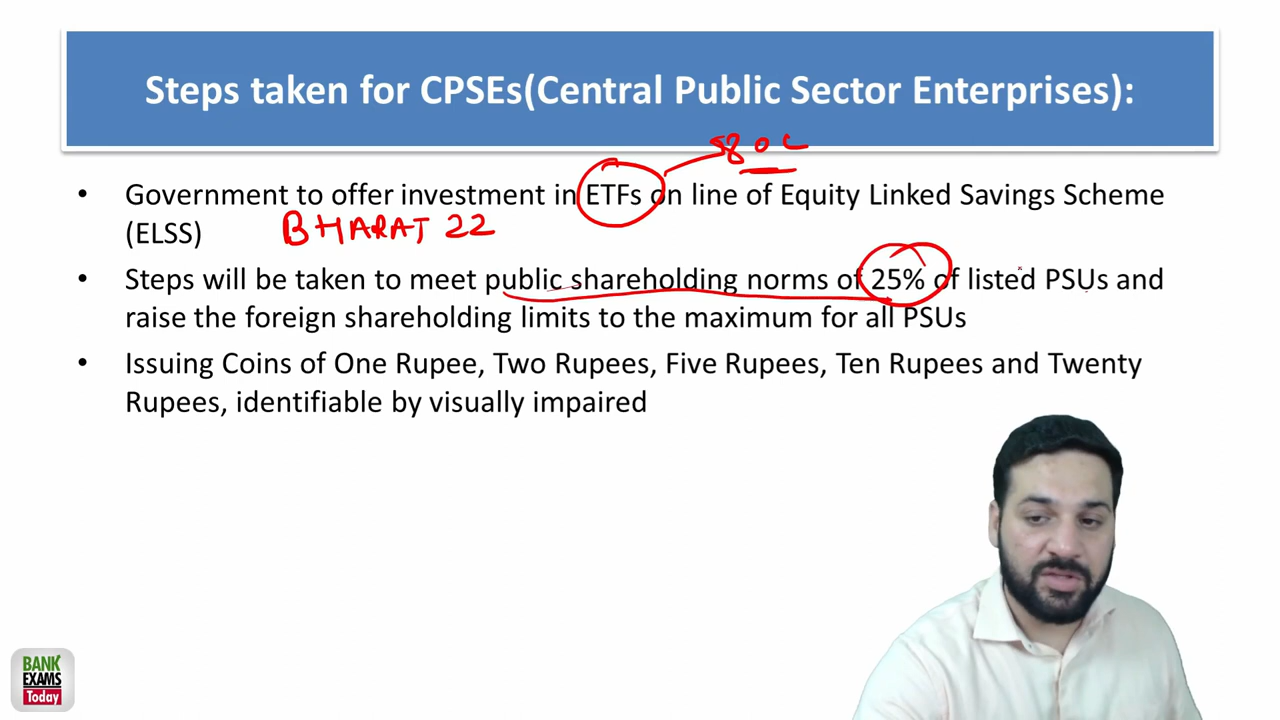 Steps taken for CPSEs(Central Public Sector Enterprises):
80 C
• Government to offer investment in ETFs on line of Equity Linked Savings Scheme
(ELSS) BHARAT 22
• Steps will be taken to meet public shareholding norms of 25% of listed PSUs and
raise the foreign shareholding limits to the maximum for all PSUs
• Issuing Coins of One Rupee, Two Rupees, Five Rupees, Ten Rupees and Twenty
Rupees, identifiable by visually impaired
BANK
EXAMS
Today